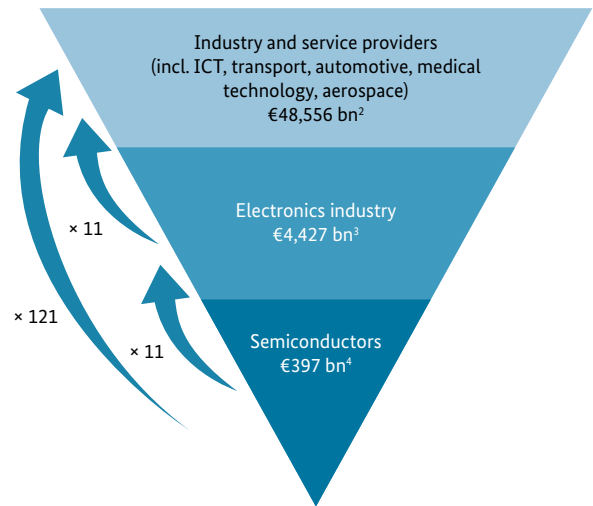 Industry and service providers
(incl. ICT, transport, automotive, medical
technology, aerospace)
€48,556 bn²
Electronics industry
€4,427 bn³
× 11
× 121
Semiconductors
€397 bn⁴
× 11